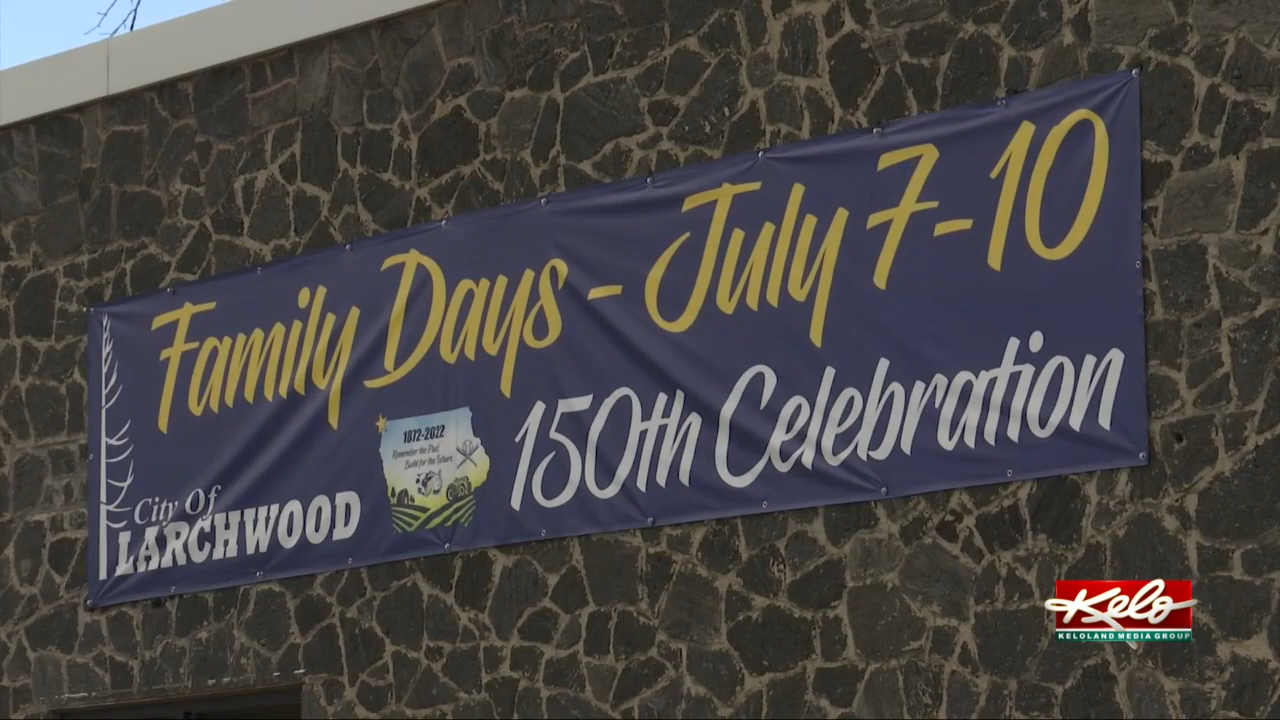 Family Days - July 7-10
150th Celebration
1872-2022
Remember the Past,
Build for the Future.
City Of
LARCHWOOD
Kelo
KELOLAND MEDIA GROUP